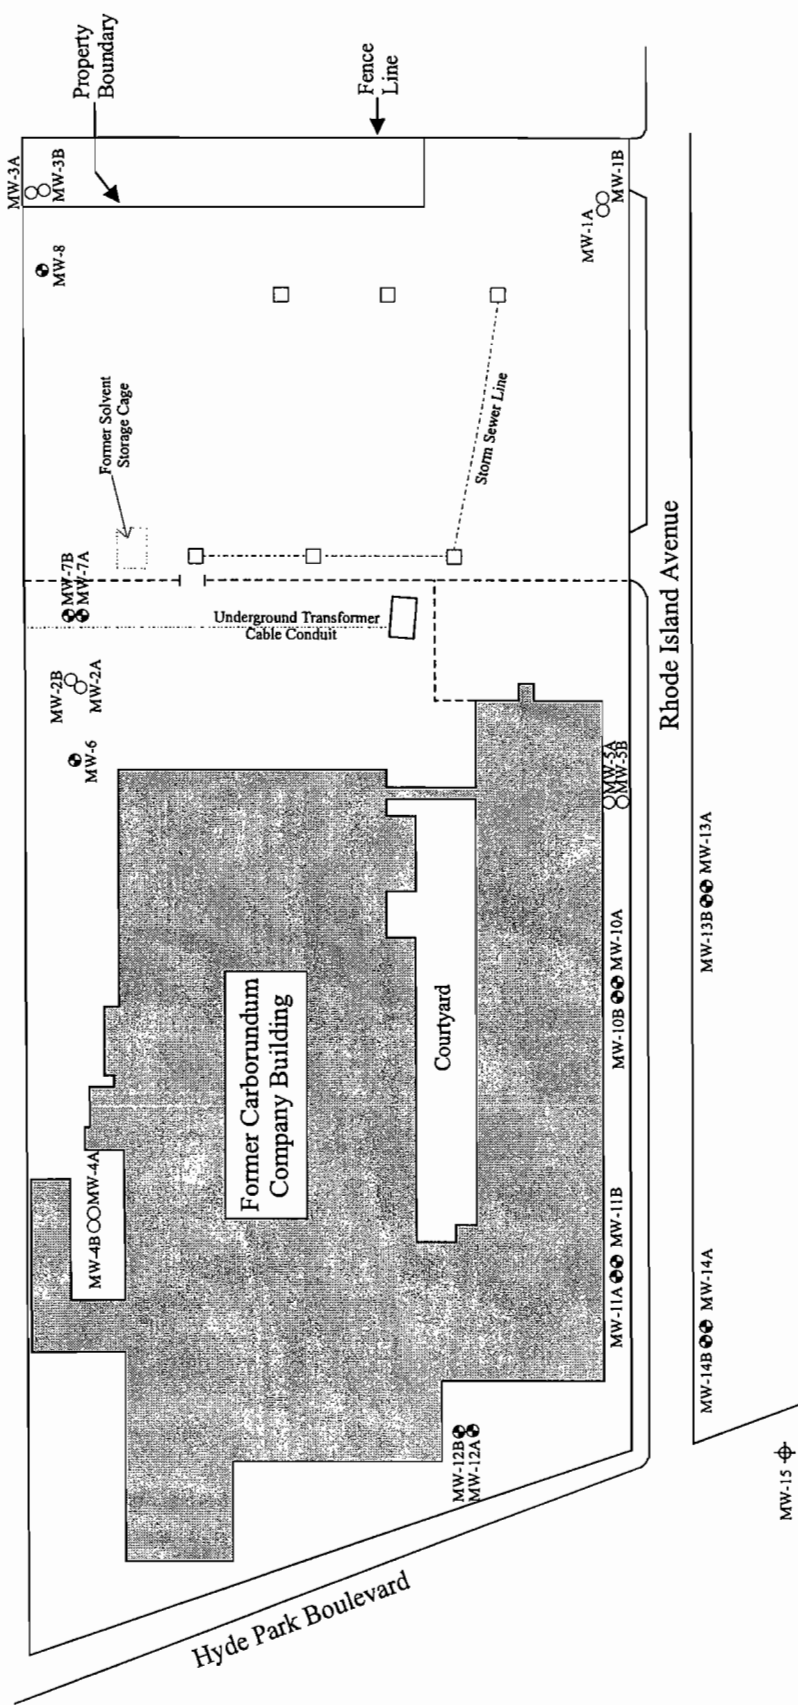 Property
Boundary
Fence
Line
MW-3A
MW-3B
MW-8
MW-1A
MW-1B
Former Solvent
Storage Cage
Storm Sewer Line
MW-7B
MW-7A
Underground Transformer
Cable Conduit
MW-2B
MW-2A
MW-6
Rhode Island Avenue
MW-5A
MW-5B
MW-13B
MW-13A
MW-10B
MW-10A
Former Carborundum
Company Building
Courtyard
MW-4B
MW-4A
MW-11A
MW-11B
MW-14B
MW-14A
MW-12B
MW-12A
MW-15
Hyde Park Boulevard